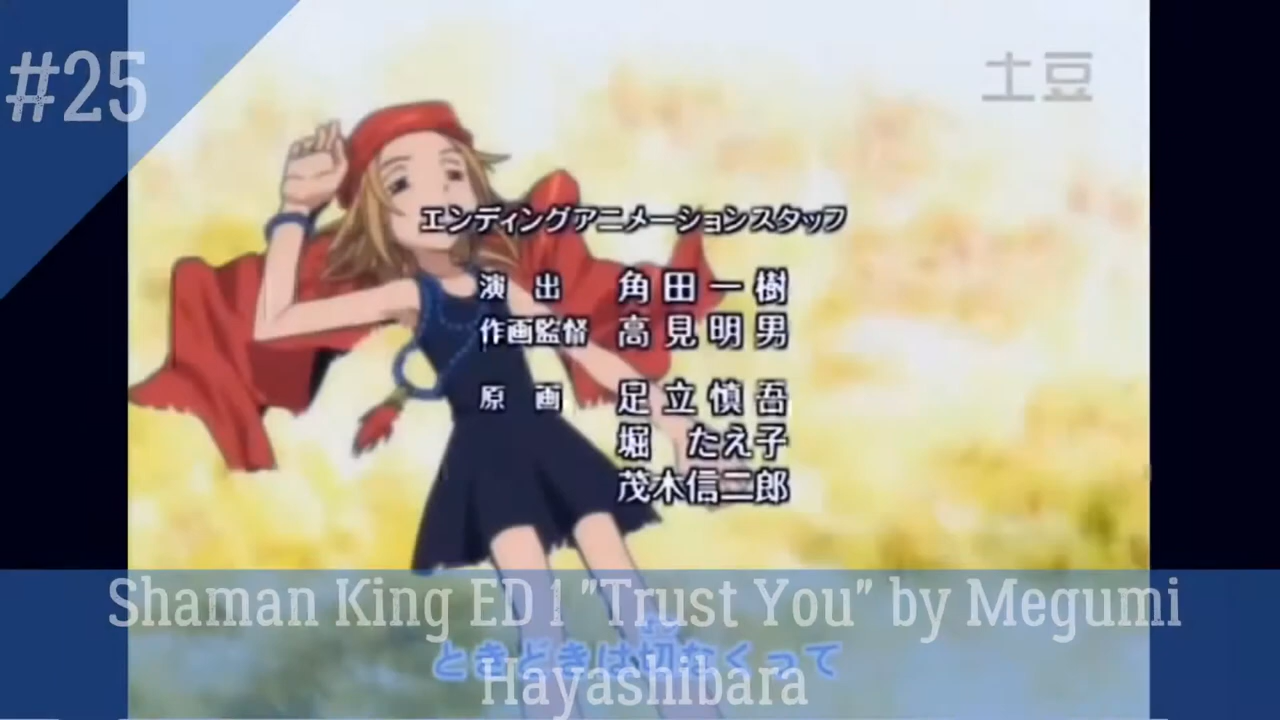 #25
土豆
エンディングアニメーションスタッフ
演出 角田一樹
作画監督 高見明男
原画 足立慎吾
堀 たえ子
茂木信二郎
Shaman King ED 1 "Trust You" by Megumi
ときどきは切なくって
Hayashibara